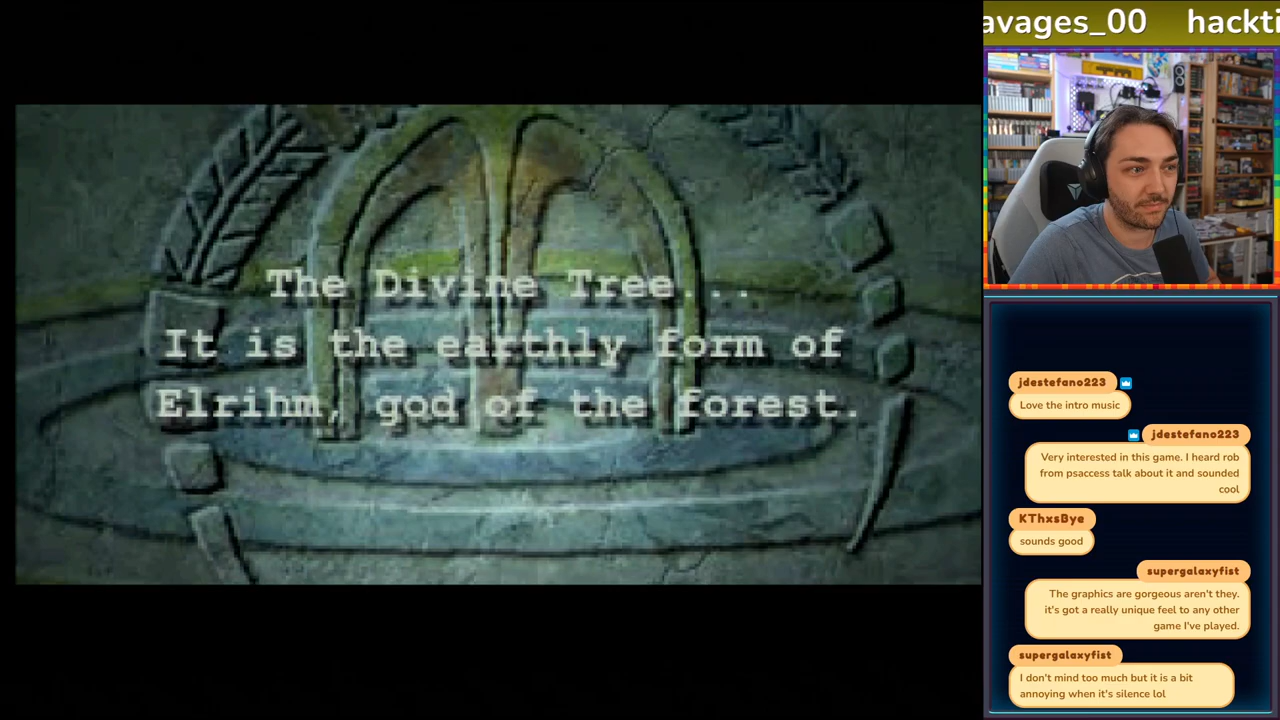 avages_00 hackti
The Divine Tree...
It is the earthly form of
Elrihm, god of the forest.
jdestefano223
Love the intro music
jdestefano223
Very interested in this game. I heard rob
from psaccess talk about it and sounded
cool
KThxsBye
sounds good
supergalaxyfist
The graphics are gorgeous aren't they.
it's got a really unique feel to any other
game I've played.
supergalaxyfist
I don't mind too much but it is a bit
annoying when it's silence lol